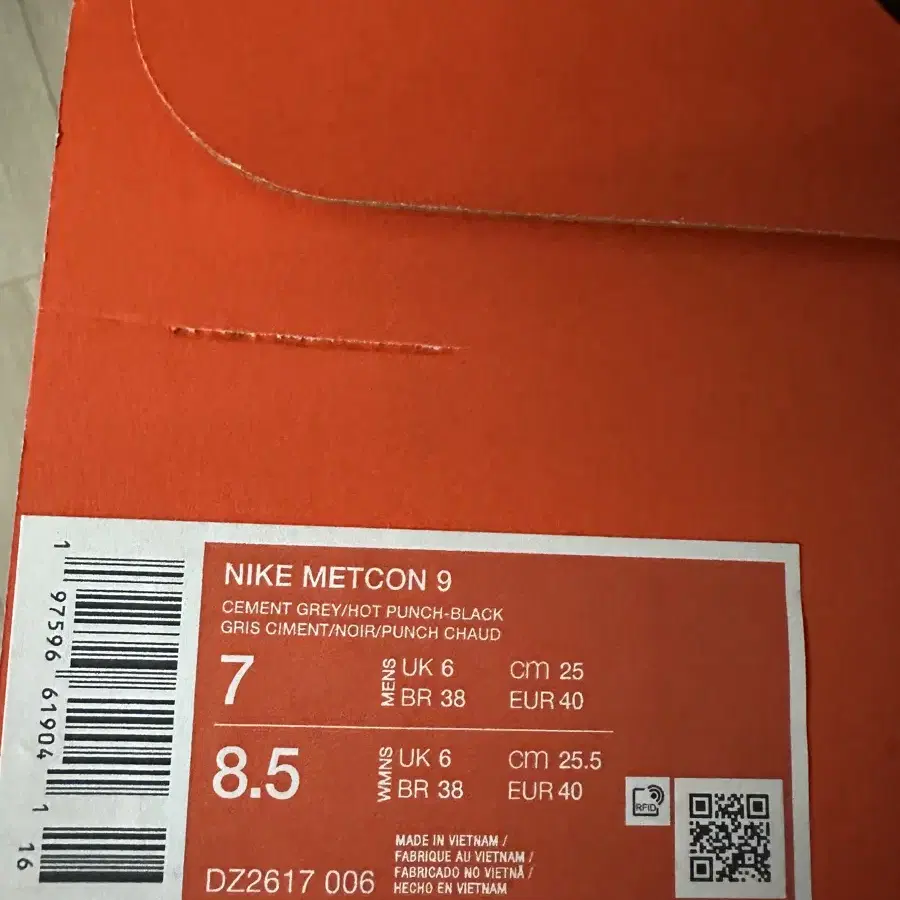 NIKE METCON 9
CEMENT GREY/HOT PUNCH-BLACK
GRIS CIMENT/NOIR/PUNCH CHAUD
7 MENS UK 6 cm 25
BR 38 EUR 40
8.5 WMNS UK 6 cm 25.5
BR 38 EUR 40
RFID
MADE IN VIETNAM /
FABRIQUE AU VIETNAM /
FABRICADO NO VIETNÃ /
HECHO EN VIETNAM
DZ2617 006
1 97596 61904 1 16